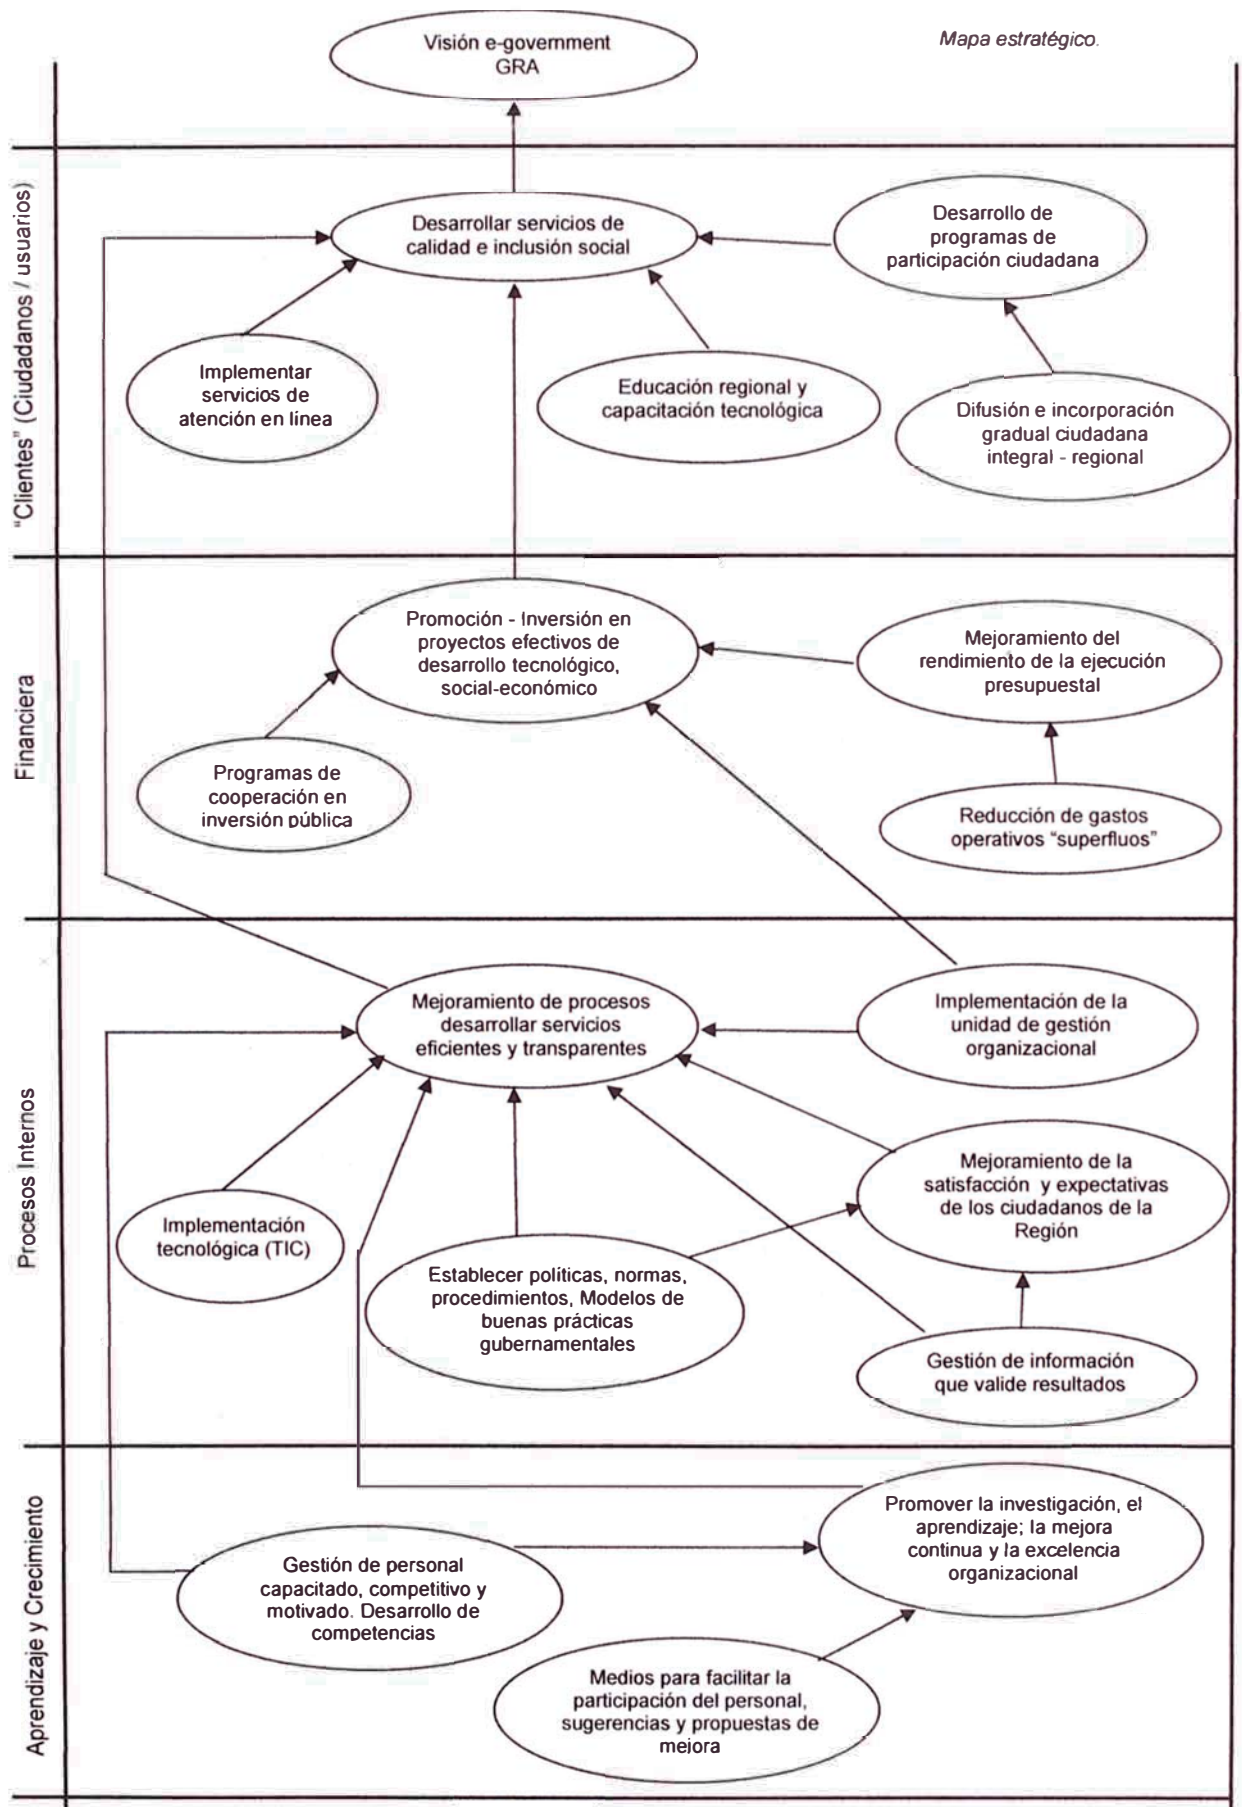 Mapa estratégico.
Visión e-government
GRA
"Clientes" (Ciudadanos / usuarios)
Desarrollar servicios de
calidad e inclusión social
Desarrollo de
programas de
participación ciudadana
Implementar
servicios de
atención en línea
Educación regional y
capacitación tecnológica
Difusión e incorporación
gradual ciudadana
integral - regional
Financiera
Promoción - Inversión en
proyectos efectivos de
desarrollo tecnológico,
social-económico
Mejoramiento del
rendimiento de la ejecución
presupuestal
Programas de
cooperación en
inversión pública
Reducción de gastos
operativos “superfluos”
Procesos Internos
Mejoramiento de procesos
desarrollar servicios
eficientes y transparentes
Implementación de la
unidad de gestión
organizacional
Mejoramiento de la
satisfacción y expectativas
de los ciudadanos de la
Región
Implementación
tecnológica (TIC)
Establecer políticas, normas,
procedimientos, Modelos de
buenas prácticas
gubernamentales
Gestión de información
que valide resultados
Aprendizaje y Crecimiento
Promover la investigación, el
aprendizaje; la mejora
continua y la excelencia
organizacional
Gestión de personal
capacitado, competitivo y
motivado. Desarrollo de
competencias
Medios para facilitar la
participación del personal,
sugerencias y propuestas de
mejora